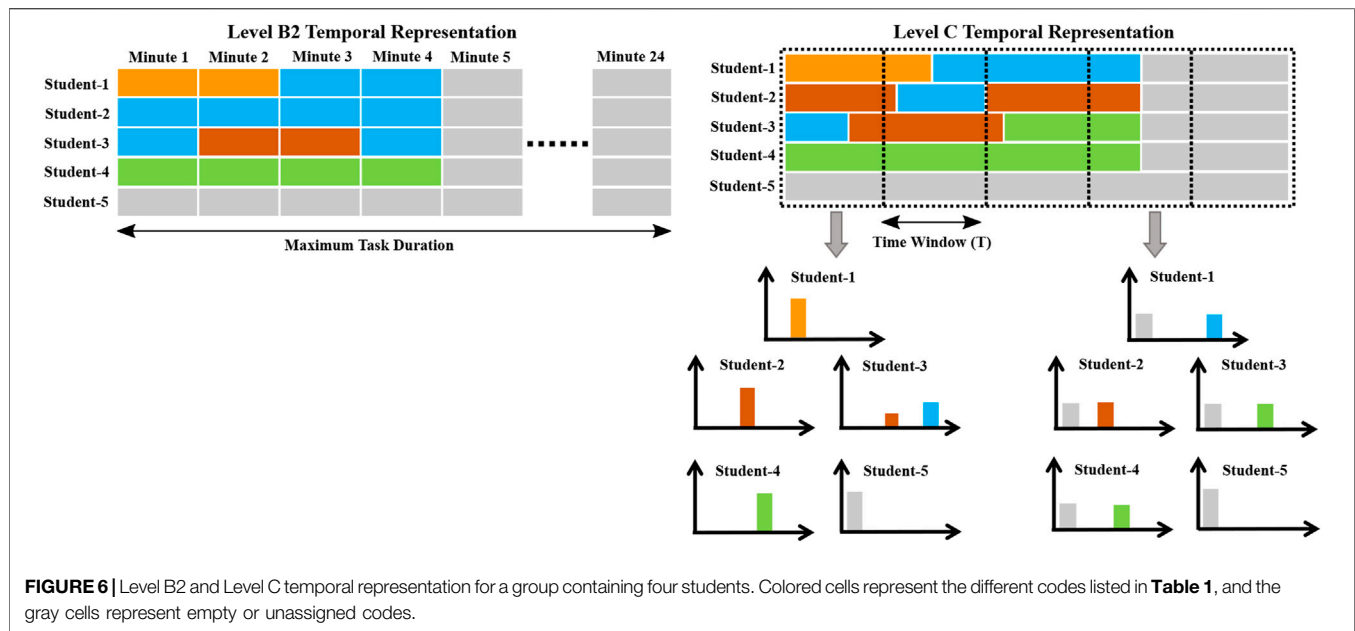 Level B2 Temporal Representation
Minute 1 Minute 2 Minute 3 Minute 4 Minute 5 Minute 24
Student-1
Student-2
Student-3
Student-4
Student-5
Maximum Task Duration
Level C Temporal Representation
Student-1
Student-2
Student-3
Student-4
Student-5
Time Window (T)
Student-1
Student-2 Student-3
Student-4 Student-5
Student-1
Student-2 Student-3
Student-4 Student-5
FIGURE 6 | Level B2 and Level C temporal representation for a group containing four students. Colored cells represent the different codes listed in Table 1, and the
gray cells represent empty or unassigned codes.